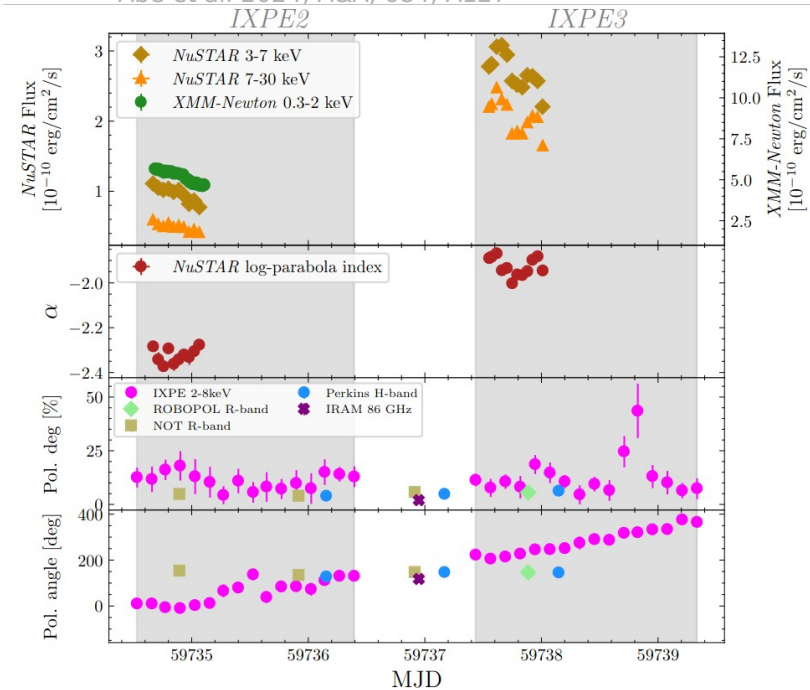 IXPE2 IXPE3
NuSTAR 3-7 keV
NuSTAR 7-30 keV
XMM-Newton 0.3-2 keV
NuSTAR Flux
[10⁻¹⁰ erg/cm²/s]
3
2
1
12.5
10.0
7.5
5.0
2.5
XMM-Newton Flux
[10⁻¹⁰ erg/cm²/s]
NuSTAR log-parabola index
α
−2.0
−2.2
−2.4
IXPE 2-8keV
ROBOPOL R-band
NOT R-band
Perkins H-band
IRAM 86 GHz
Pol. deg [%]
50
25
0
Pol. angle [deg]
400
200
0
59735 59736 59737 59738 59739
MJD